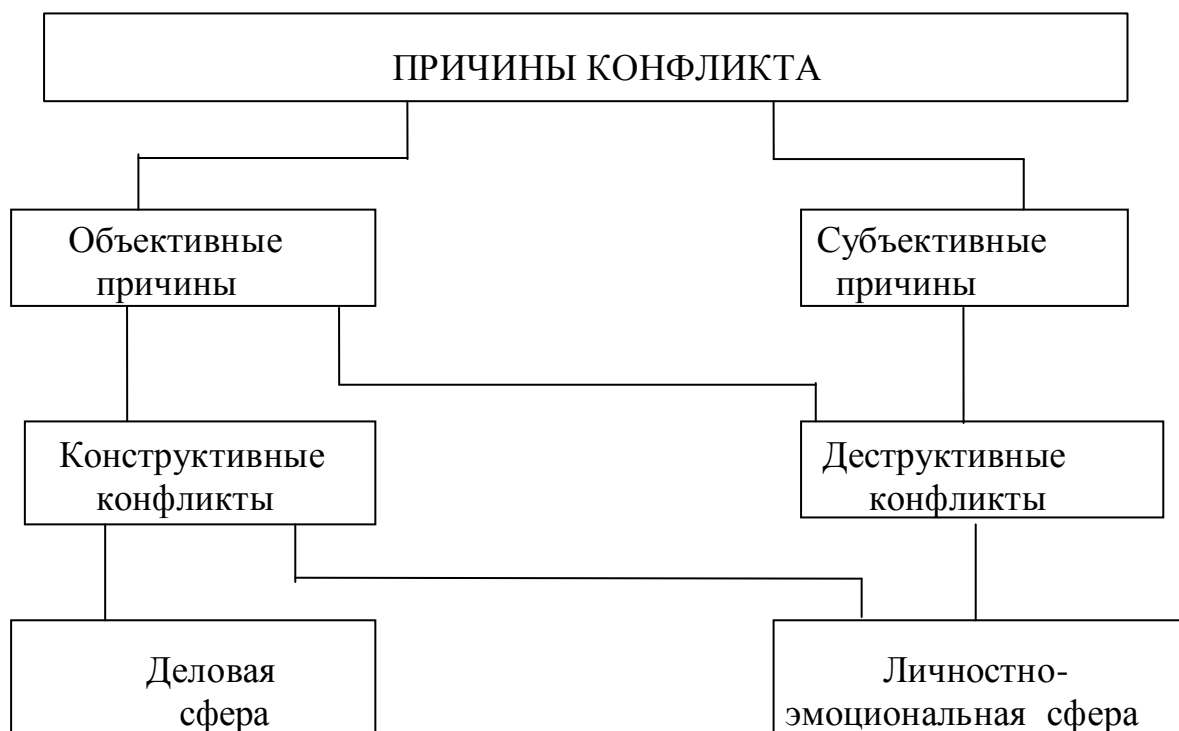 ПРИЧИНЫ КОНФЛИКТА
Объективные
причины
Субъективные
причины
Конструктивные
конфликты
Деструктивные
конфликты
Деловая
сфера
Личностно-
эмоциональная сфера